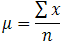 μ = ∑ x / n